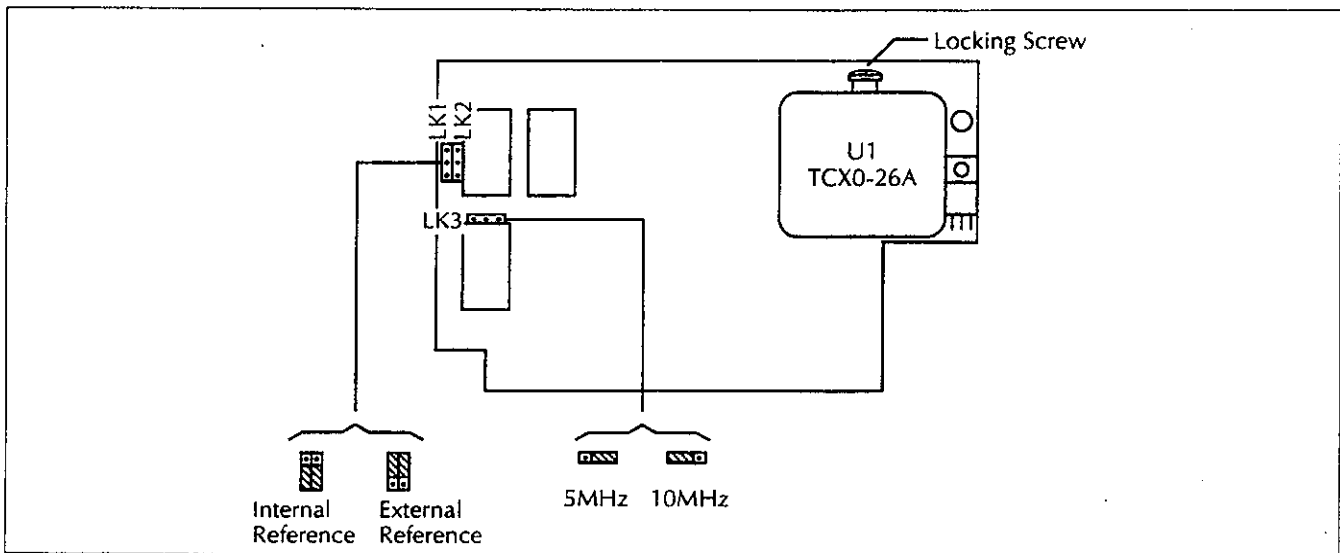 Locking Screw
LK1
LK2
U1
TCX0-26A
LK3
5MHz
10MHz
Internal
Reference
External
Reference